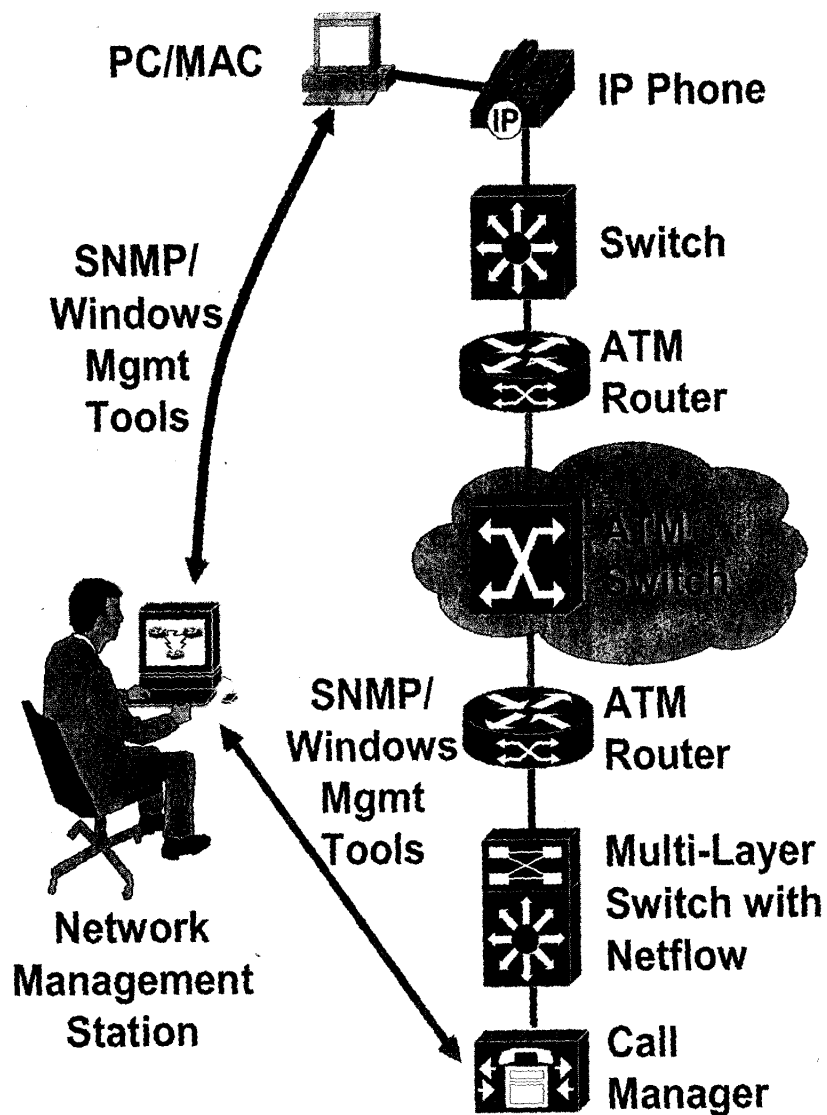 PC/MAC
IP Phone
IP
Switch
SNMP/
Windows
Mgmt
Tools
ATM
Router
ATM
Switch
SNMP/
Windows
Mgmt
Tools
ATM
Router
Multi-Layer
Switch with
Netflow
Network
Management
Station
Call
Manager